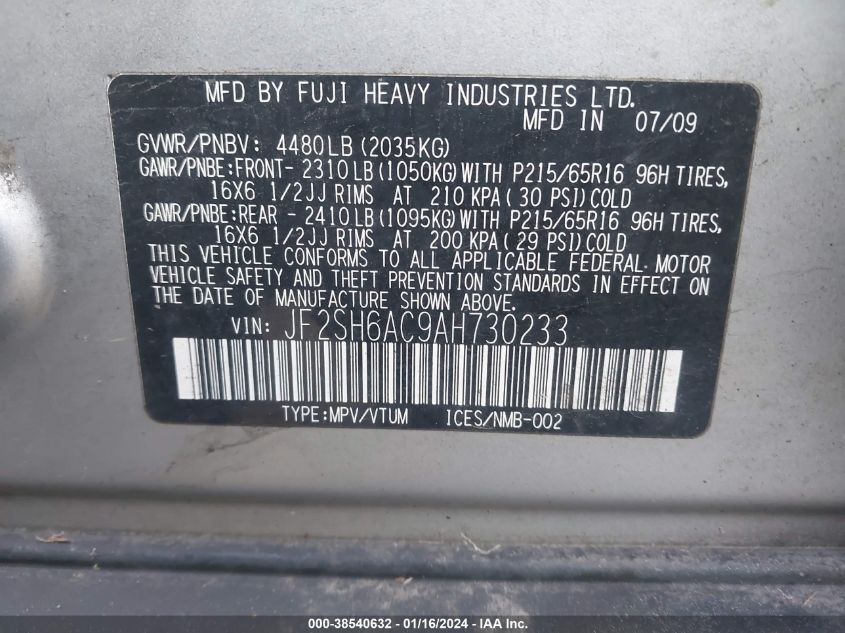 MFD BY FUJI HEAVY INDUSTRIES LTD.
MFD IN 07/09
GVWR/PNBV: 4480LB(2035KG)
GAWR/PNBE:FRONT- 2310LB(1050KG)WITH P215/65R16 96H TIRES,
16X6 1/2JJ RIMS AT 210 KPA(30 PSI)COLD
GAWR/PNBE:REAR - 2410LB(1095KG)WITH P215/65R16 96H TIRES,
16X6 1/2JJ RIMS AT 200 KPA(29 PSI)COLD
THIS VEHICLE CONFORMS TO ALL APPLICABLE FEDERAL MOTOR
VEHICLE SAFETY AND THEFT PREVENTION STANDARDS IN EFFECT ON
THE DATE OF MANUFACTURE SHOWN ABOVE.
VIN: JF2SH6AC9AH730233
TYPE:MPV/VTUM ICES/NMB-002
000-38540632 - 01/16/2024 - IAA Inc.